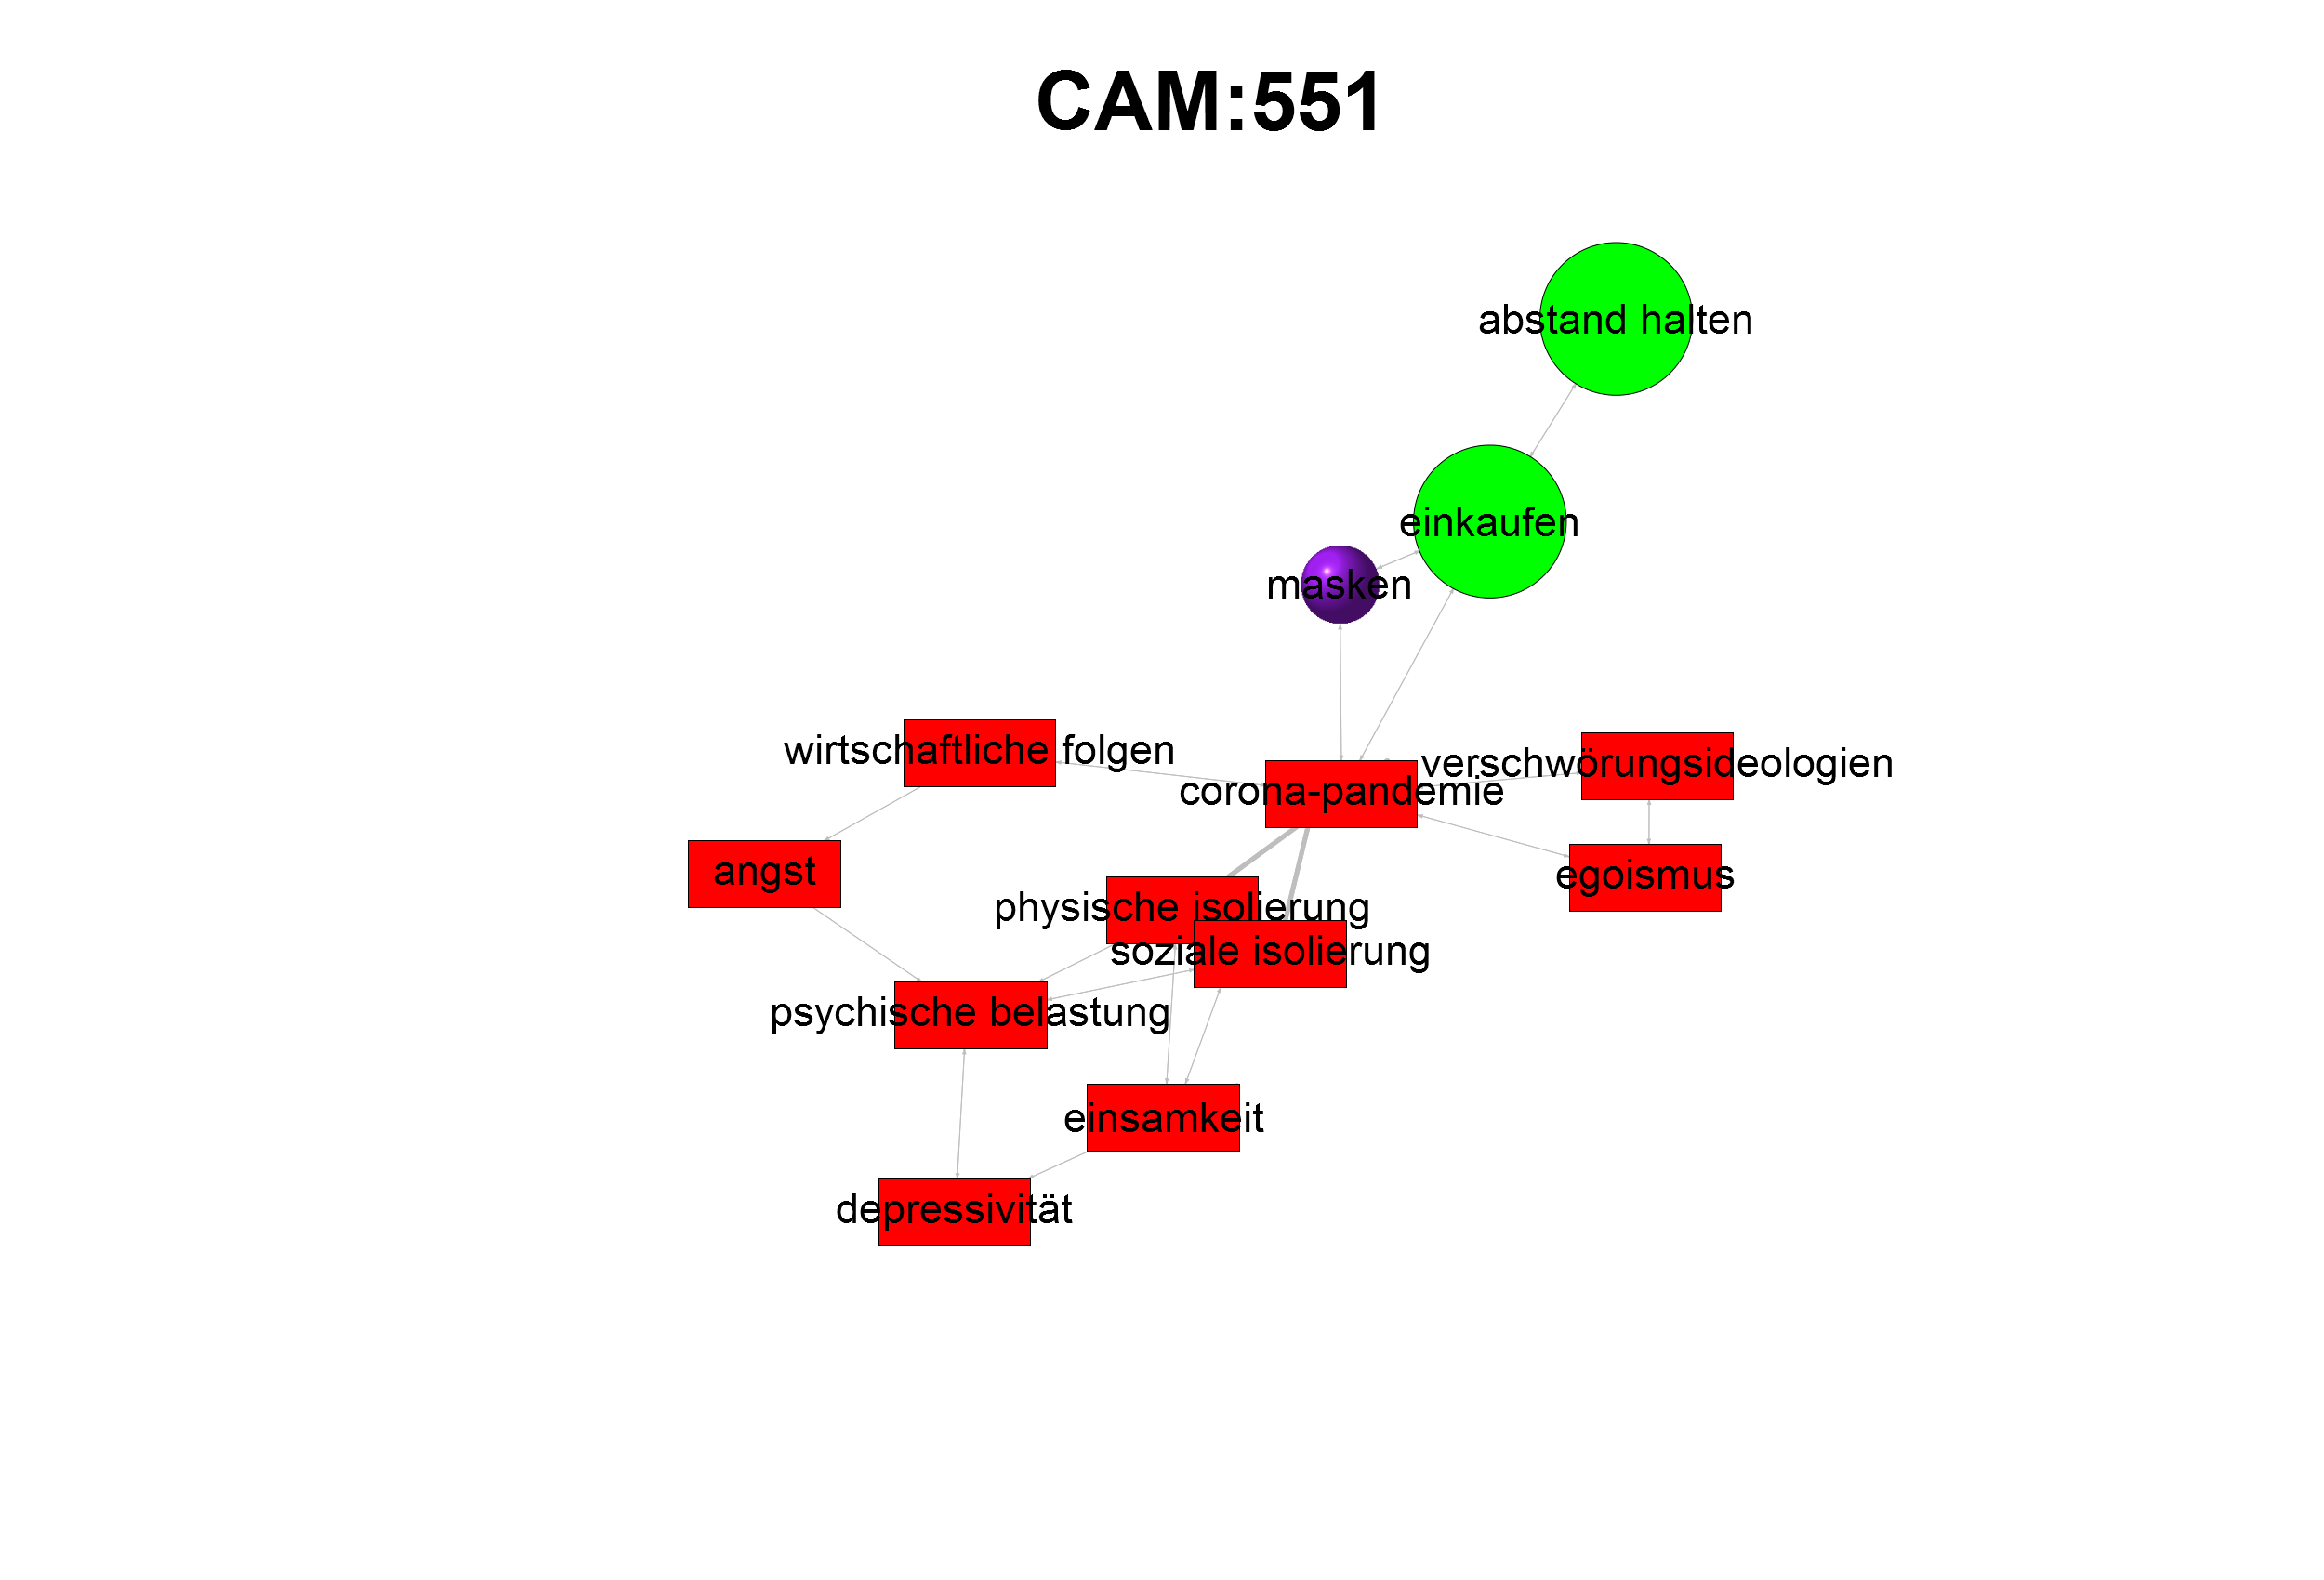 CAM:551
abstand halten
einkaufen
masken
wirtschaftliche folgen
verschwörungsideologien
corona-pandemie
angst
egoismus
physische isolierung
soziale isolierung
psychische belastung
einsamkeit
depressivität